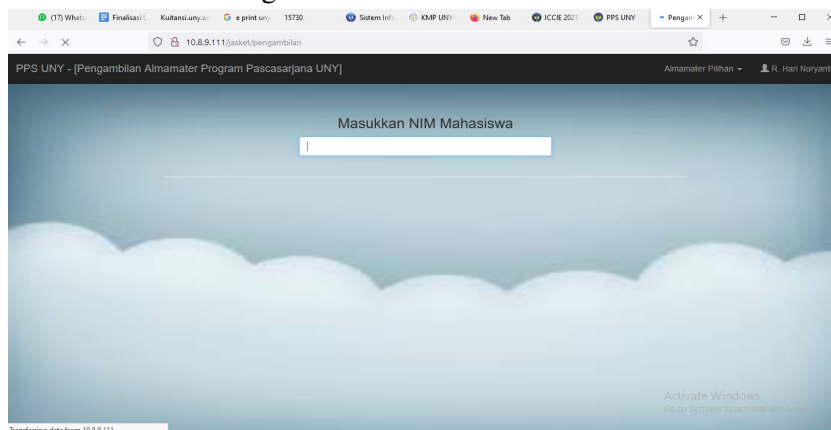 (17) Whats Finalisasi L Kuitansi.uny.ac e print uny 15730 Sistem Info KMP UNY New Tab ICCIE 2021 PPS UNY Pengam
10.8.9.111/jasket/pengambilan
PPS UNY - [Pengambilan Almamater Program Pascasarjana UNY] Almamater Pilihan R. Hari Nuryant
Masukkan NIM Mahasiswa
Activate Windows
Go to Settings to activate Windows.
Transferring data from 10.8.9.111